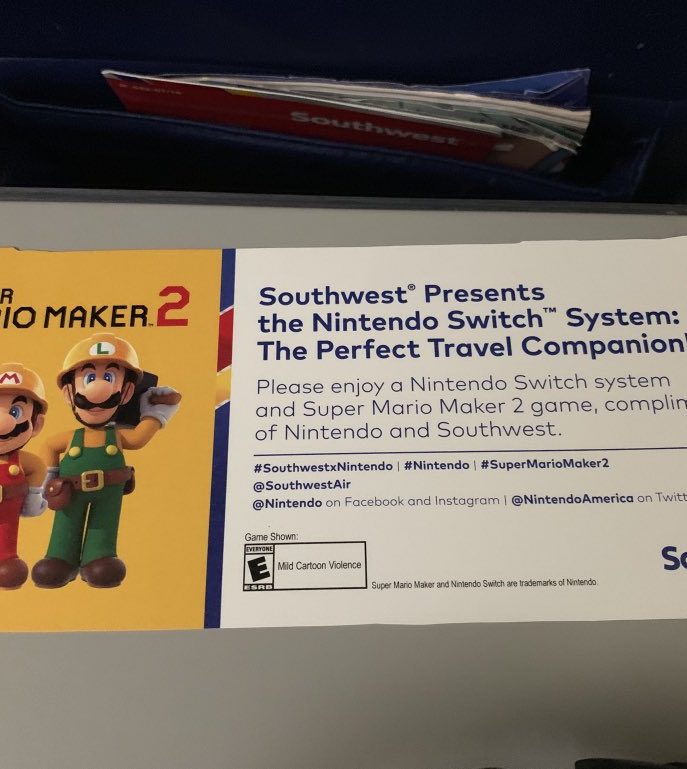 Southwest
R
IO MAKER 2
M
L
Southwest® Presents
the Nintendo Switch™ System:
The Perfect Travel Companion!
Please enjoy a Nintendo Switch system
and Super Mario Maker 2 game, complim
of Nintendo and Southwest.
#SouthwestxNintendo | #Nintendo | #SuperMarioMaker2
@SouthwestAir
@Nintendo on Facebook and Instagram | @NintendoAmerica on Twitt
Game Shown:
EVERYONE
E
ESRB
Mild Cartoon Violence
Super Mario Maker and Nintendo Switch are trademarks of Nintendo.
So